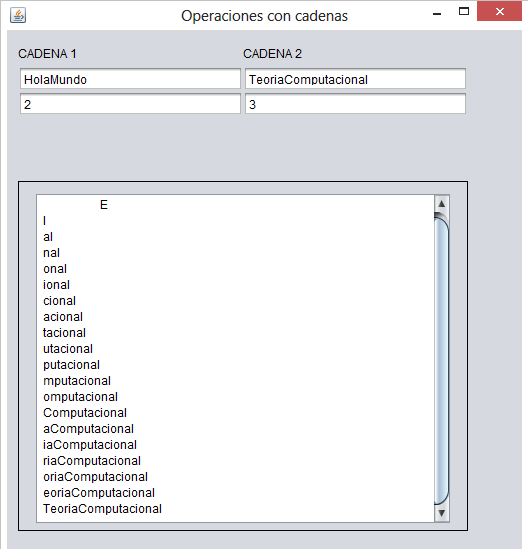 Operaciones con cadenas
CADENA 1 CADENA 2
HolaMundo TeoriaComputacional
2 3
E
l
al
nal
onal
ional
cional
acional
tacional
utacional
putacional
mputacional
omputacional
Computacional
aComputacional
iaComputacional
riaComputacional
oriaComputacional
eoriaComputacional
TeoriaComputacional